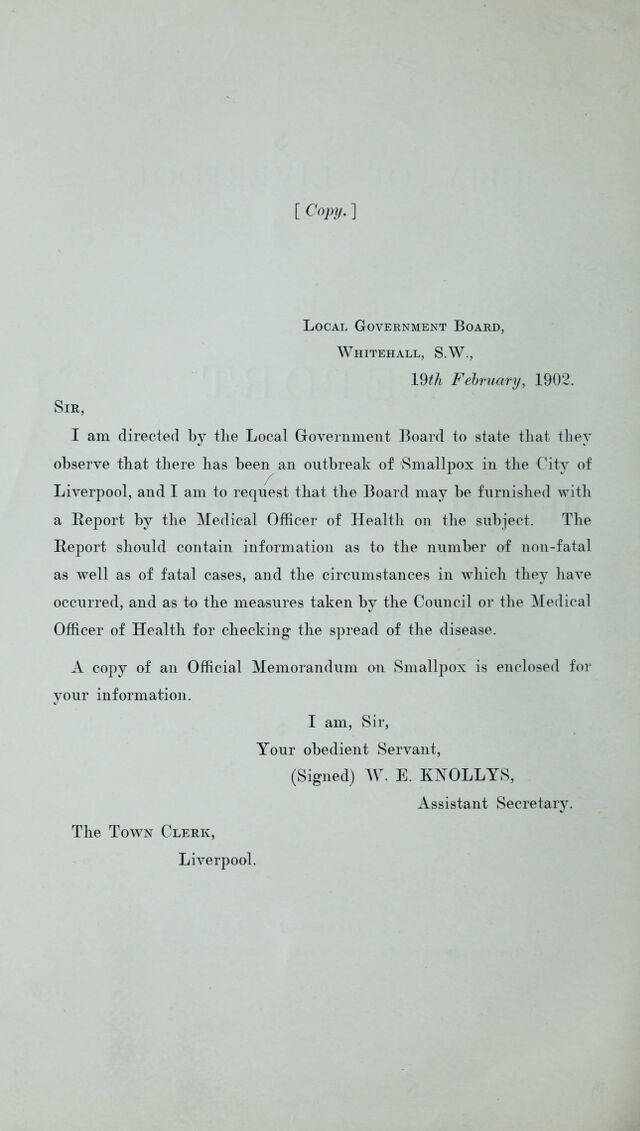 [ Copy. ]
Local Government Board,
Whitehall, S.W.,
19th February, 1902.
Sir,
I am directed by the Local Government Board to state that they
observe that there has been an outbreak of Smallpox in the City of
Liverpool, and I am to request that the Board may be furnished with
a Report by the Medical Officer of Health on the subject. The
Report should contain information as to the number of non-fatal
as well as of fatal cases, and the circumstances in which they have
occurred, and as to the measures taken by the Council or the Medical
Officer of Health for checking the spread of the disease.
A copy of an Official Memorandum on Smallpox is enclosed for
your information.
I am, Sir,
Your obedient Servant,
(Signed) W. E. KNOLLYS,
Assistant Secretary.
The Town Clerk,
Liverpool.